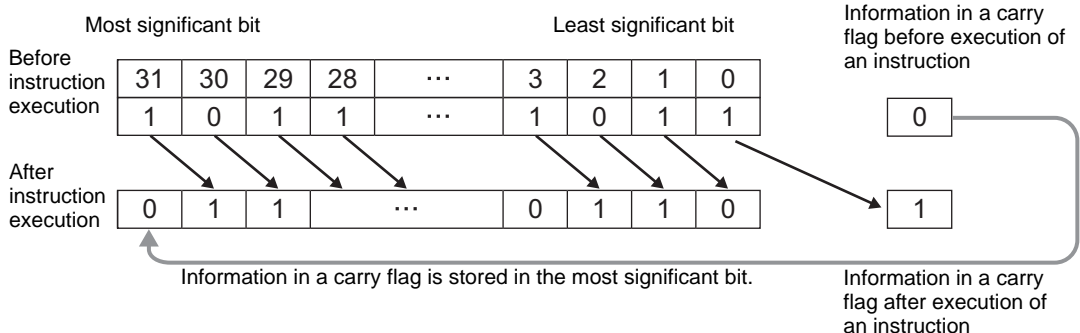 Most significant bit
Least significant bit
Information in a carry
flag before execution of
an instruction
Before
instruction
execution
31 30 29 28 ··· 3 2 1 0
1 0 1 1 ··· 1 0 1 1
0
After
instruction
execution
0 1 1 ··· 0 1 1 0
1
Information in a carry flag is stored in the most significant bit.
Information in a carry
flag after execution of
an instruction